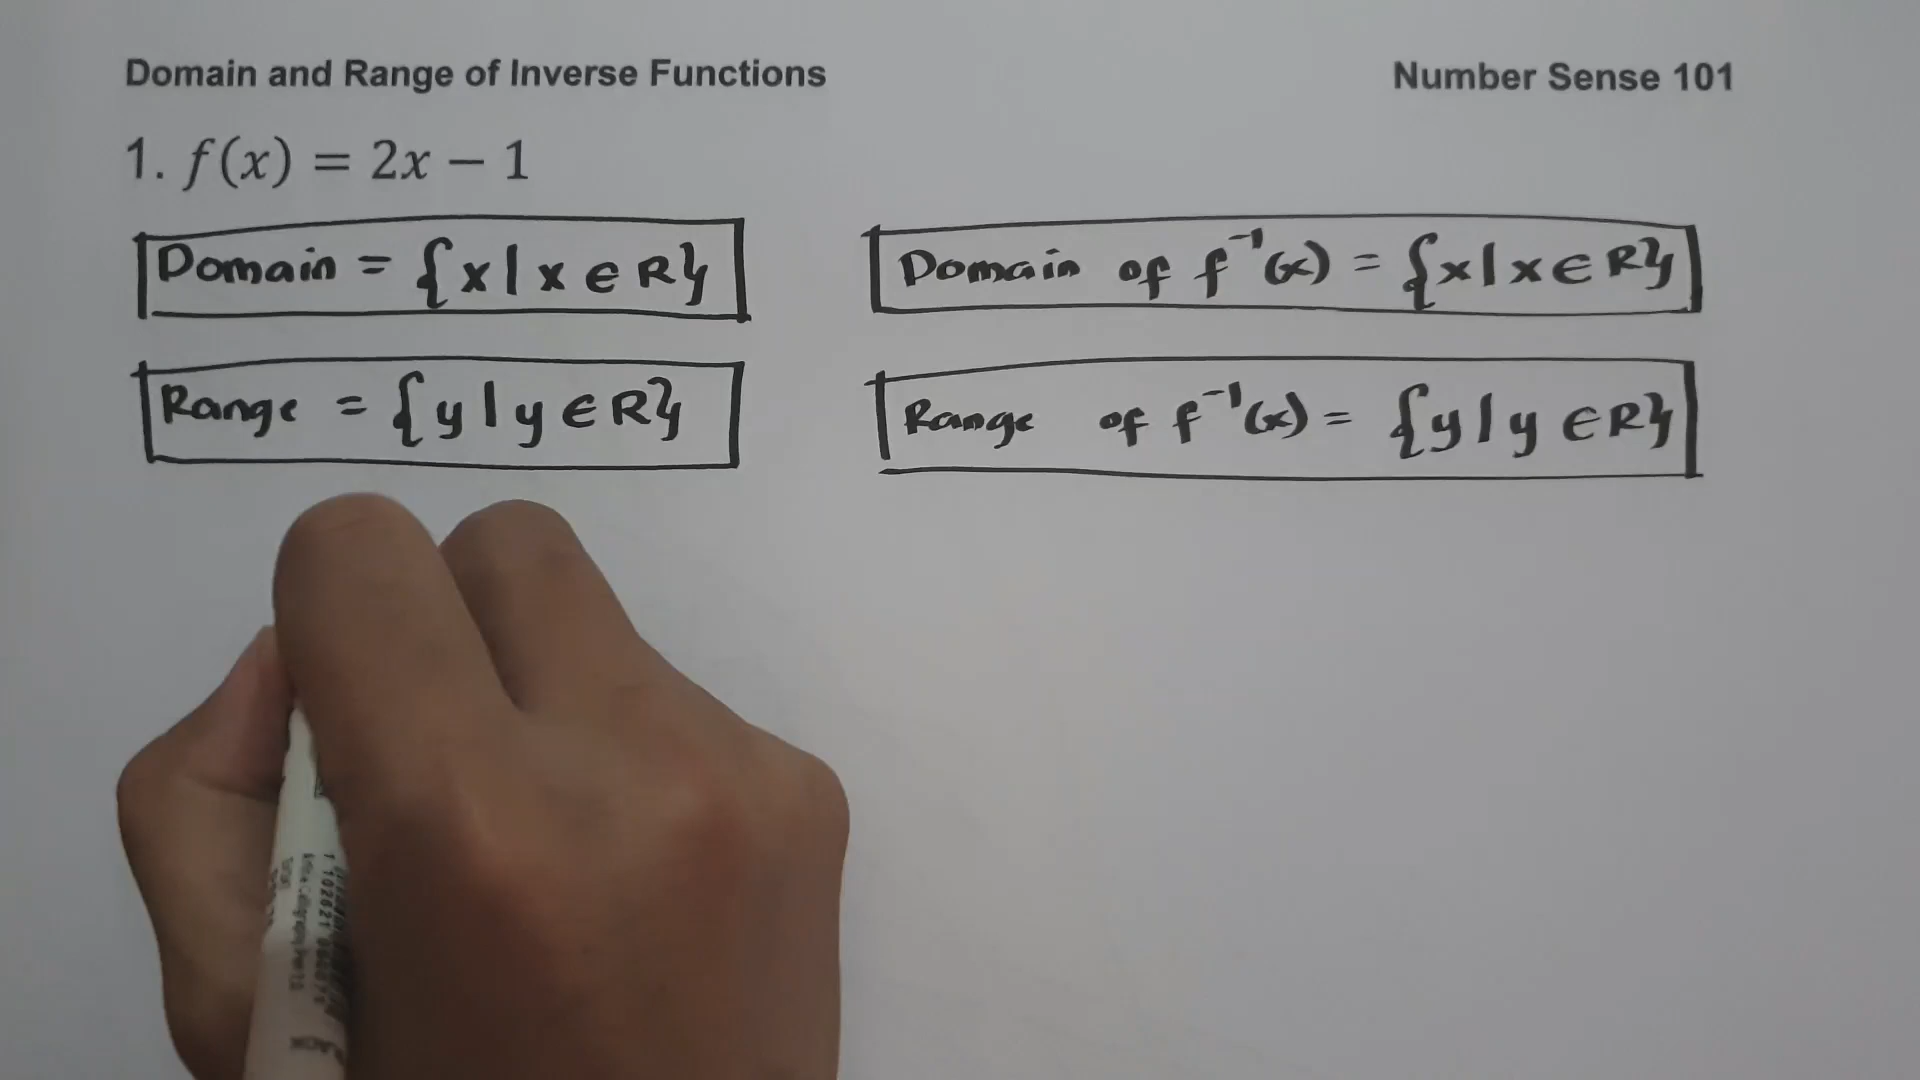 Domain and Range of Inverse Functions
Number Sense 101
1. f(x) = 2x − 1
Domain = {x | x ∈ R}
Domain of f⁻¹(x) = {x | x ∈ R}
Range = {y | y ∈ R}
Range of f⁻¹(x) = {y | y ∈ R}